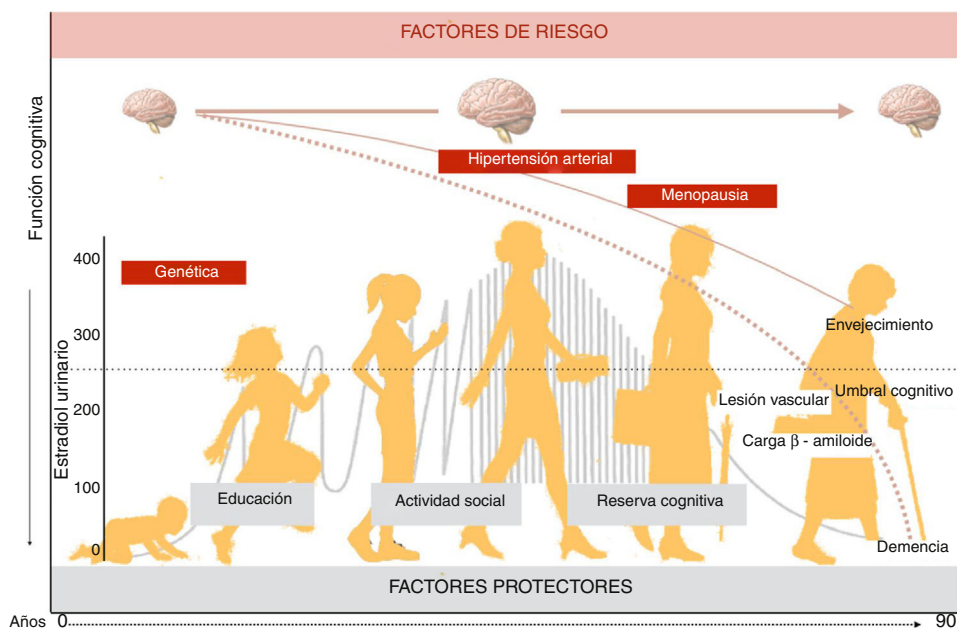 FACTORES DE RIESGO
Función cognitiva
Hipertensión arterial
Menopausia
Genética
400
300
200
100
0
Estradiol urinario
Envejecimiento
Umbral cognitivo
Lesión vascular
Carga β - amiloide
Educación
Actividad social
Reserva cognitiva
Demencia
FACTORES PROTECTORES
Años 0 90